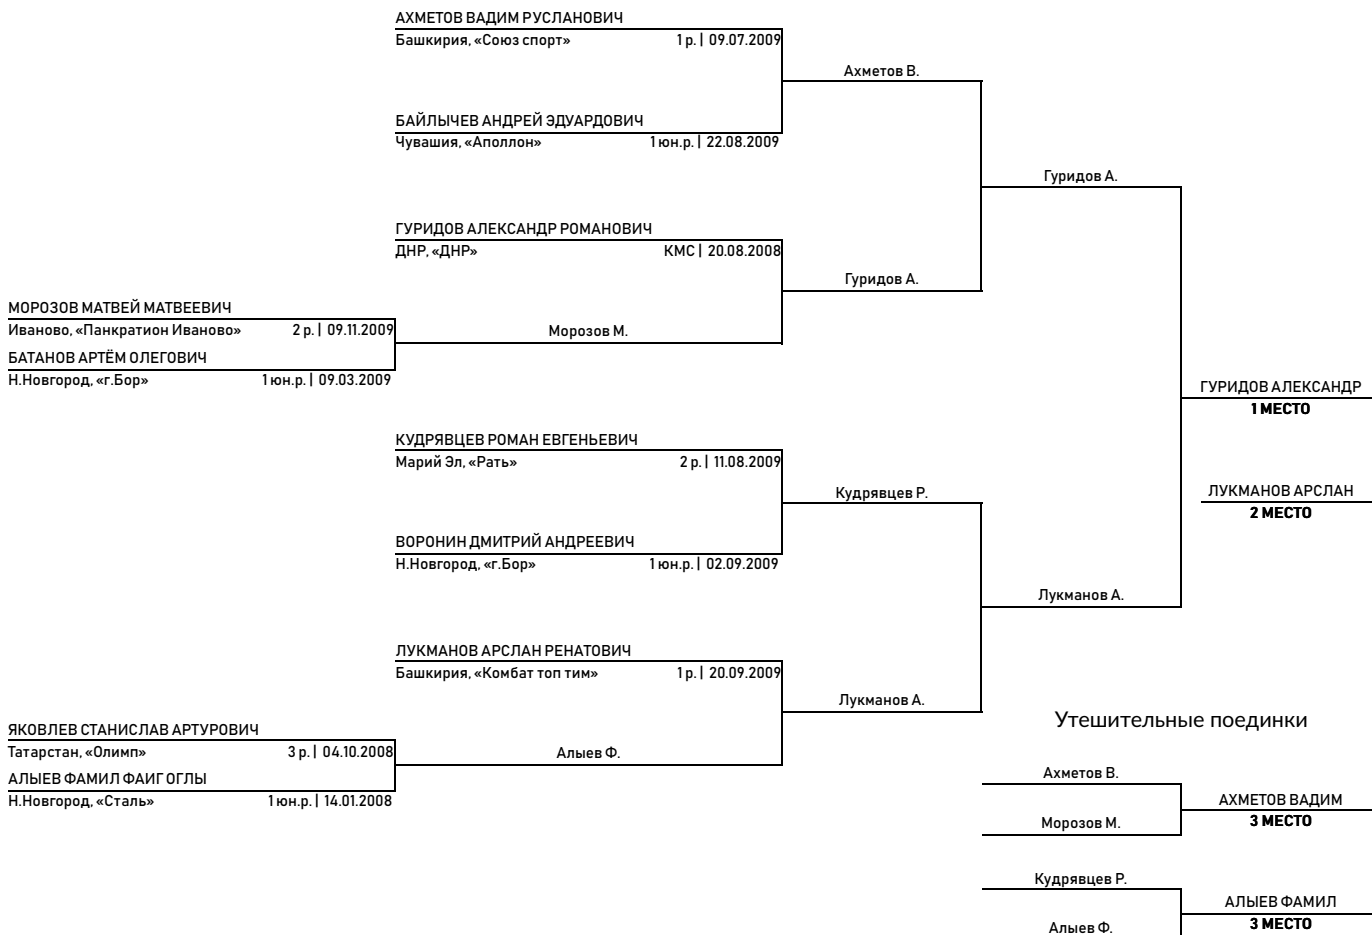 АХМЕТОВ ВАДИМ РУСЛАНОВИЧ
Башкирия, «Союз спорт» 1 р. | 09.07.2009
Ахметов В.
БАЙЛЫЧЕВ АНДРЕЙ ЭДУАРДОВИЧ
Чувашия, «Аполлон» 1 юн.р. | 22.08.2009
Гуридов А.
ГУРИДОВ АЛЕКСАНДР РОМАНОВИЧ
ДНР, «ДНР» КМС | 20.08.2008
Гуридов А.
МОРОЗОВ МАТВЕЙ МАТВЕЕВИЧ
Иваново, «Панкратион Иваново» 2 р. | 09.11.2009
Морозов М.
БАТАНОВ АРТЁМ ОЛЕГОВИЧ
Н.Новгород, «г.Бор» 1 юн.р. | 09.03.2009
ГУРИДОВ АЛЕКСАНДР
1 МЕСТО
КУДРЯВЦЕВ РОМАН ЕВГЕНЬЕВИЧ
Марий Эл, «Рать» 2 р. | 11.08.2009
Кудрявцев Р.
ЛУКМАНОВ АРСЛАН
2 МЕСТО
ВОРОНИН ДМИТРИЙ АНДРЕЕВИЧ
Н.Новгород, «г.Бор» 1 юн.р. | 02.09.2009
Лукманов А.
ЛУКМАНОВ АРСЛАН РЕНАТОВИЧ
Башкирия, «Комбат топ тим» 1 р. | 20.09.2009
Лукманов А.
Утешительные поединки
ЯКОВЛЕВ СТАНИСЛАВ АРТУРОВИЧ
Татарстан, «Олимп» 3 р. | 04.10.2008
Алыев Ф.
АЛЫЕВ ФАМИЛ ФАИГ ОГЛЫ
Н.Новгород, «Сталь» 1 юн.р. | 14.01.2008
Ахметов В.
АХМЕТОВ ВАДИМ
3 МЕСТО
Морозов М.
Кудрявцев Р.
АЛЫЕВ ФАМИЛ
3 МЕСТО
Алыев Ф.